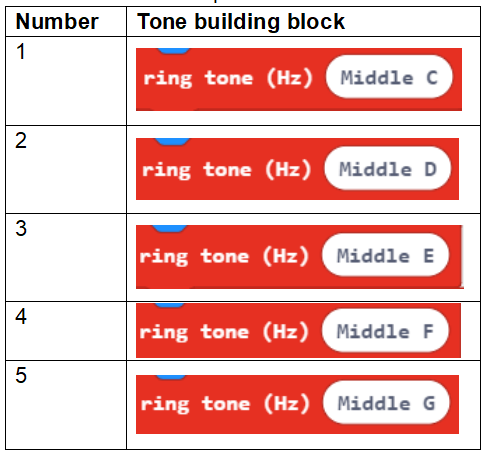 Number Tone building block
1 ring tone (Hz) Middle C
2 ring tone (Hz) Middle D
3 ring tone (Hz) Middle E
4 ring tone (Hz) Middle F
5 ring tone (Hz) Middle G